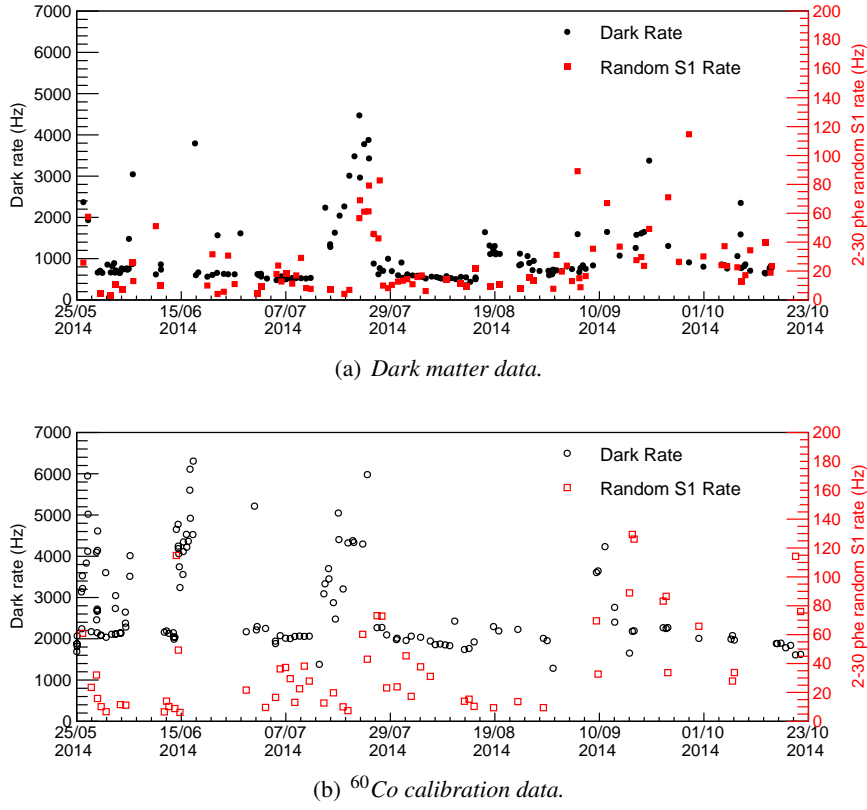 7000
6000
5000
4000
3000
2000
1000
0
Dark rate (Hz)
Dark Rate
Random S1 Rate
200
180
160
140
120
100
80
60
40
20
0
2-30 phe random S1 rate (Hz)
25/05 15/06 07/07 29/07 19/08 10/09 01/10 23/10
2014 2014 2014 2014 2014 2014 2014 2014
(a) Dark matter data.
7000
6000
5000
4000
3000
2000
1000
0
Dark rate (Hz)
Dark Rate
Random S1 Rate
200
180
160
140
120
100
80
60
40
20
0
2-30 phe random S1 rate (Hz)
25/05 15/06 07/07 29/07 19/08 10/09 01/10 23/10
2014 2014 2014 2014 2014 2014 2014 2014
(b) ⁶⁰Co calibration data.